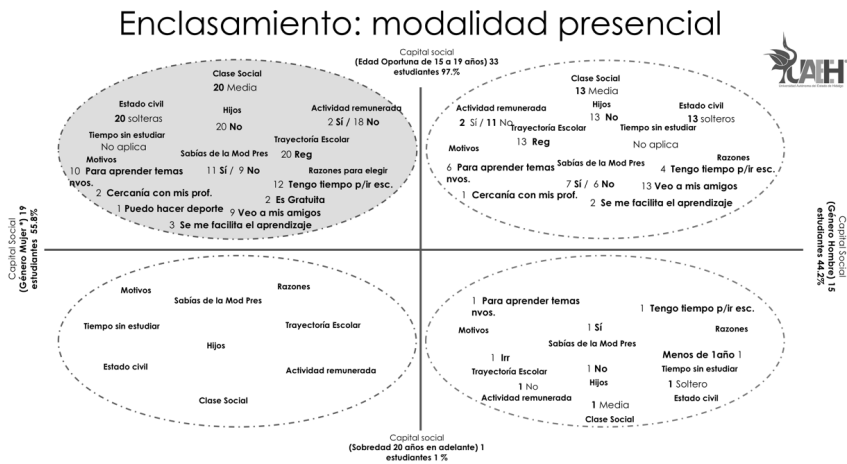 Enclasamiento: modalidad presencial
Capital social
(Edad Oportuna de 15 a 19 años) 33
estudiantes 97.%
UAEH
Universidad Autónoma del Estado de Hidalgo
Clase Social
20 Media
Estado civil
20 solteras
Hijos
20 No
Actividad remunerada
2 Sí / 18 No
Tiempo sin estudiar
No aplica
Trayectoría Escolar
20 Reg
Motivos
Sabías de la Mod Pres
11 Sí / 9 No
Razones para elegir
10 Para aprender temas
nvos.
12 Tengo tiempo p/ir esc.
2 Cercanía con mis prof.
2 Es Gratuita
1 Puedo hacer deporte
9 Veo a mis amigos
3 Se me facilita el aprendizaje
Clase Social
13 Media
Actividad remunerada
2 Sí / 11 No
Hijos
13 No
Estado civil
13 solteros
Trayectoría Escolar
13 Reg
Tiempo sin estudiar
No aplica
Motivos
Sabías de la Mod Pres
7 Sí / 6 No
Razones
6 Para aprender temas
nvos.
4 Tengo tiempo p/ir esc.
1 Cercanía con mis prof.
13 Veo a mis amigos
2 Se me facilita el aprendizaje
Capital Social
(Género Mujer*) 19
estudiantes 55.8%
Capital Social
(Género Hombre) 15
estudiantes 44.2%
Motivos
Razones
Sabías de la Mod Pres
Tiempo sin estudiar
Trayectoría Escolar
Hijos
Estado civil
Actividad remunerada
Clase Social
1 Para aprender temas
nvos.
1 Tengo tiempo p/ir esc.
Motivos
1 Sí
Razones
Sabías de la Mod Pres
1 Irr
Menos de 1año 1
Trayectoría Escolar
1 No
Tiempo sin estudiar
1 No
Hijos
1 Soltero
Actividad remunerada
Estado civil
1 Media
Clase Social
Capital social
(Sobredad 20 años en adelante) 1
estudiantes 1 %